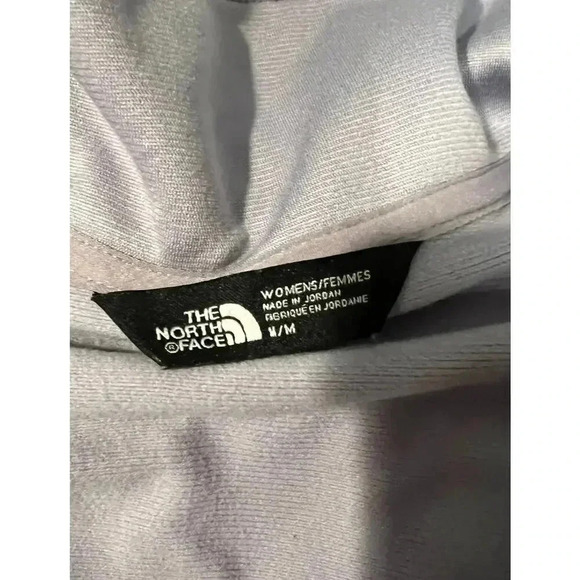 THE
NORTH
®FACE
WOMENS/FEMMES
MADE IN JORDAN
FABRIQUÉ EN JORDANIE
M/M